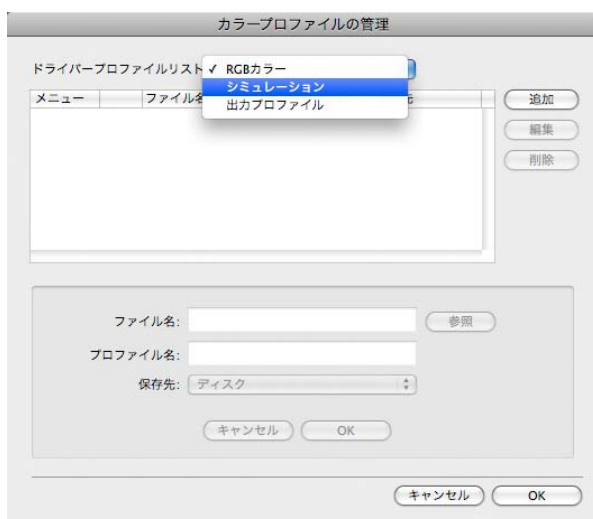 カラープロファイルの管理
ドライバープロファイルリスト ✓ RGBカラー
シミュレーション
出力プロファイル
メニュー ファイル名
追加
編集
削除
ファイル名:
参照
プロファイル名:
保存先: ディスク
キャンセル OK
キャンセル OK